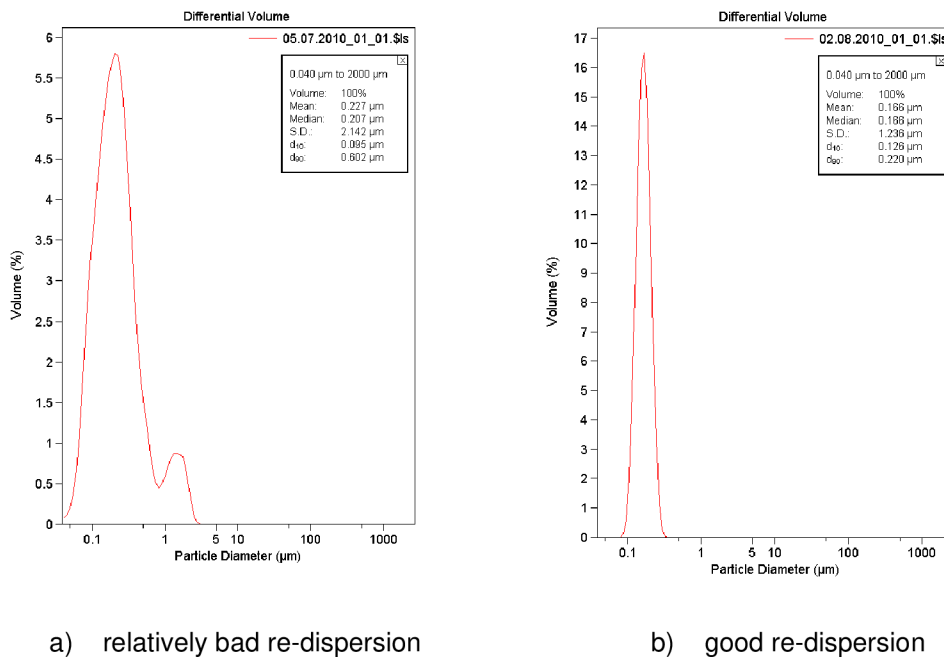 Differential Volume
05.07.2010_01_01.$ls
0.040 µm to 2000 µm
Volume: 100%
Mean: 0.227 µm
Median: 0.207 µm
S.D.: 2.142 µm
d10: 0.095 µm
d90: 0.602 µm
Volume (%)
6
5.5
5
4.5
4
3.5
3
2.5
2
1.5
1
0.5
0
0.1 1 5 10 100 1000
Particle Diameter (µm)
a) relatively bad re-dispersion
Differential Volume
02.08.2010_01_01.$ls
0.040 µm to 2000 µm
Volume: 100%
Mean: 0.166 µm
Median: 0.166 µm
S.D.: 1.236 µm
d10: 0.126 µm
d90: 0.220 µm
Volume (%)
17
16
15
14
13
12
11
10
9
8
7
6
5
4
3
2
1
0
0.1 1 5 10 100 1000
Particle Diameter (µm)
b) good re-dispersion